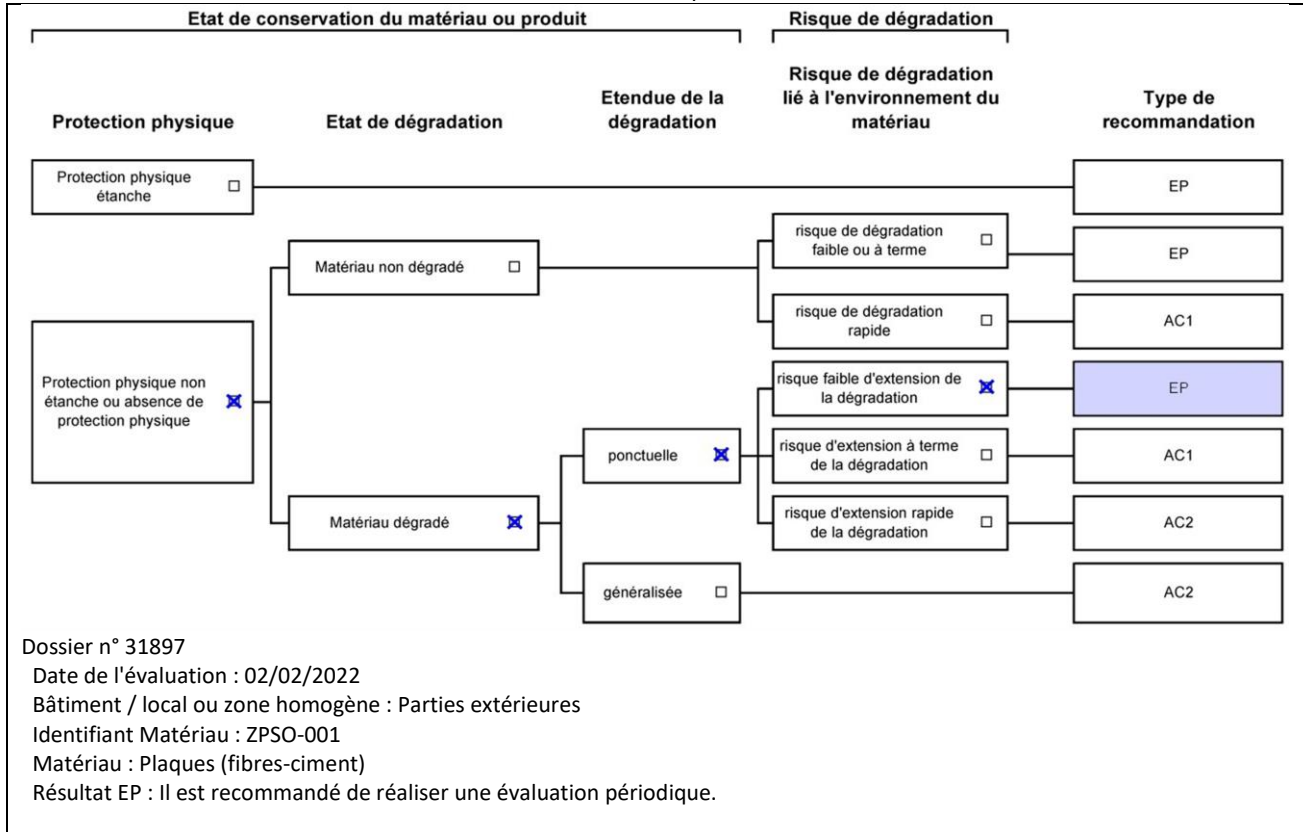 Etat de conservation du matériau ou produit
Risque de dégradation
Protection physique
Etat de dégradation
Etendue de la
dégradation
Risque de dégradation
lié à l'environnement du
matériau
Type de
recommandation
Protection physique
étanche
EP
Matériau non dégradé
risque de dégradation
faible ou à terme
EP
risque de dégradation
rapide
AC1
Protection physique non
étanche ou absence de
protection physique
risque faible d'extension de
la dégradation
EP
ponctuelle
risque d'extension à terme
de la dégradation
AC1
Matériau dégradé
risque d'extension rapide
de la dégradation
AC2
généralisée
AC2
Dossier n° 31897
Date de l'évaluation : 02/02/2022
Bâtiment / local ou zone homogène : Parties extérieures
Identifiant Matériau : ZPSO-001
Matériau : Plaques (fibres-ciment)
Résultat EP : Il est recommandé de réaliser une évaluation périodique.